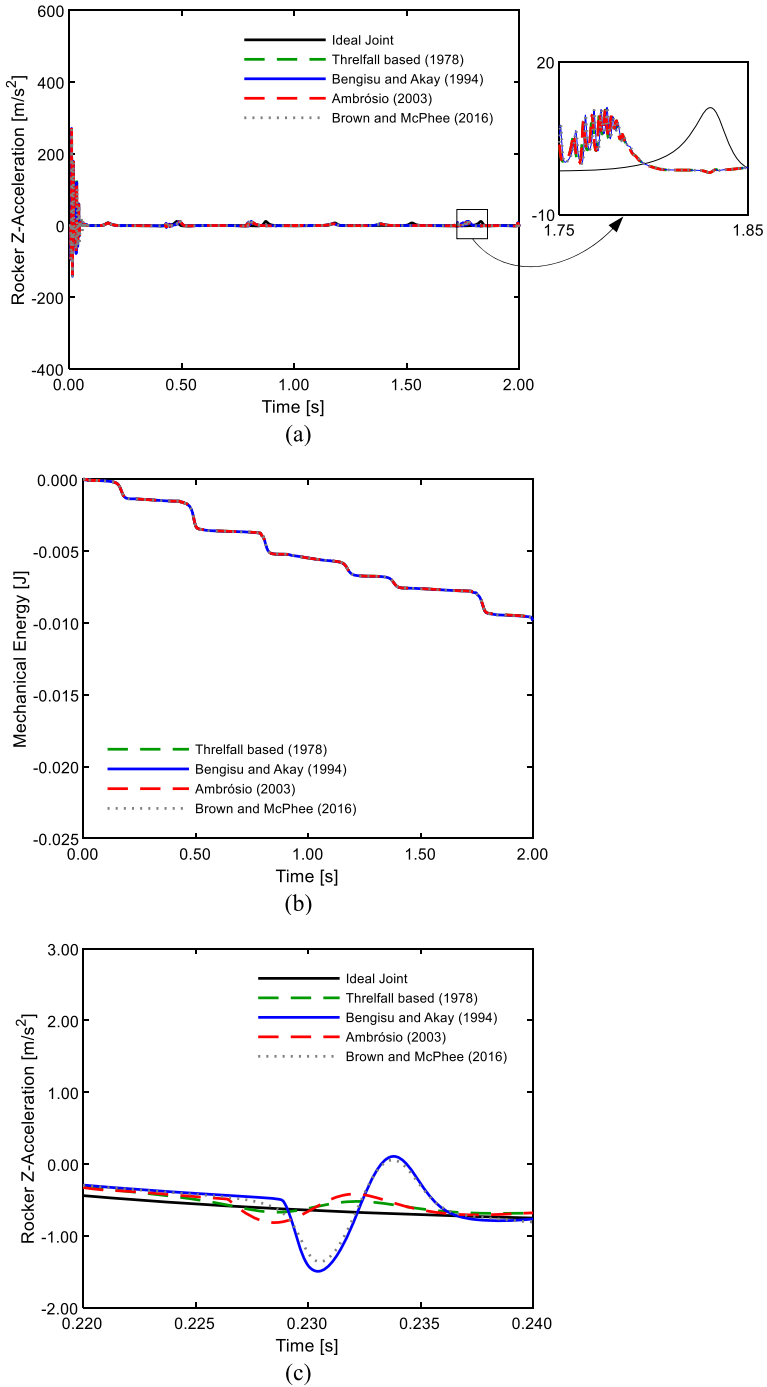 600
400
200
0
-200
-400
Rocker Z-Acceleration [m/s²]
Ideal Joint
Threlfall based (1978)
Bengisu and Akay (1994)
Ambrósio (2003)
Brown and McPhee (2016)
0.00 0.50 1.00 1.50 2.00
Time [s]
20
-10
1.75 1.85
(a)
0.000
-0.005
-0.010
-0.015
-0.020
-0.025
Mechanical Energy [J]
Threlfall based (1978)
Bengisu and Akay (1994)
Ambrósio (2003)
Brown and McPhee (2016)
0.00 0.50 1.00 1.50 2.00
Time [s]
(b)
3.00
2.00
1.00
0.00
-1.00
-2.00
Rocker Z-Acceleration [m/s²]
Ideal Joint
Threlfall based (1978)
Bengisu and Akay (1994)
Ambrósio (2003)
Brown and McPhee (2016)
0.220 0.225 0.230 0.235 0.240
Time [s]
(c)